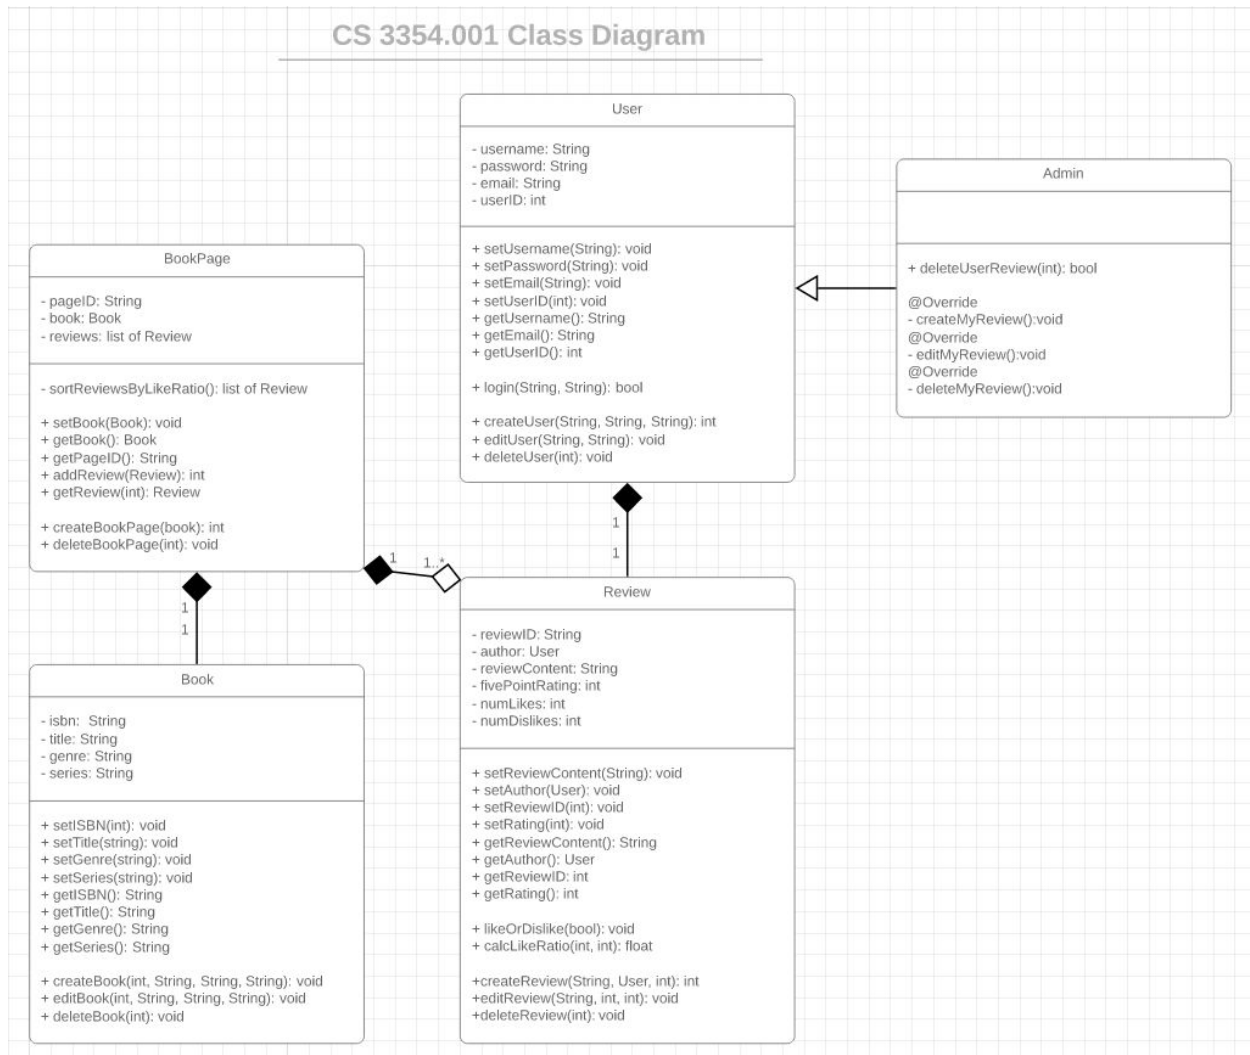 CS 3354.001 Class Diagram
User
- username: String
- password: String
- email: String
- userID: int
+ setUsername(String): void
+ setPassword(String): void
+ setEmail(String): void
+ setUserID(int): void
+ getUsername(): String
+ getEmail(): String
+ getUserID(): int
+ login(String, String): bool
+ createUser(String, String, String): int
+ editUser(String, String): void
+ deleteUser(int): void
Admin
+ deleteUserReview(int): bool
@Override
- createMyReview():void
@Override
- editMyReview():void
@Override
- deleteMyReview():void
BookPage
- pageID: String
- book: Book
- reviews: list of Review
- sortReviewsByLikeRatio(): list of Review
+ setBook(Book): void
+ getBook(): Book
+ getPageID(): String
+ addReview(Review): int
+ getReview(int): Review
+ createBookPage(book): int
+ deleteBookPage(int): void
1
1
1
1..*
1
1
Book
- isbn:  String
- title: String
- genre: String
- series: String
+ setISBN(int): void
+ setTitle(string): void
+ setGenre(string): void
+ setSeries(string): void
+ getISBN(): String
+ getTitle(): String
+ getGenre(): String
+ getSeries(): String
+ createBook(int, String, String, String): void
+ editBook(int, String, String, String): void
+ deleteBook(int): void
Review
- reviewID: String
- author: User
- reviewContent: String
- fivePointRating: int
- numLikes: int
- numDislikes: int
+ setReviewContent(String): void
+ setAuthor(User): void
+ setReviewID(int): void
+ setRating(int): void
+ getReviewContent(): String
+ getAuthor(): User
+ getReviewID: int
+ getRating(): int
+ likeOrDislike(bool): void
+ calcLikeRatio(int, int): float
+createReview(String, User, int): int
+editReview(String, int, int): void
+deleteReview(int): void